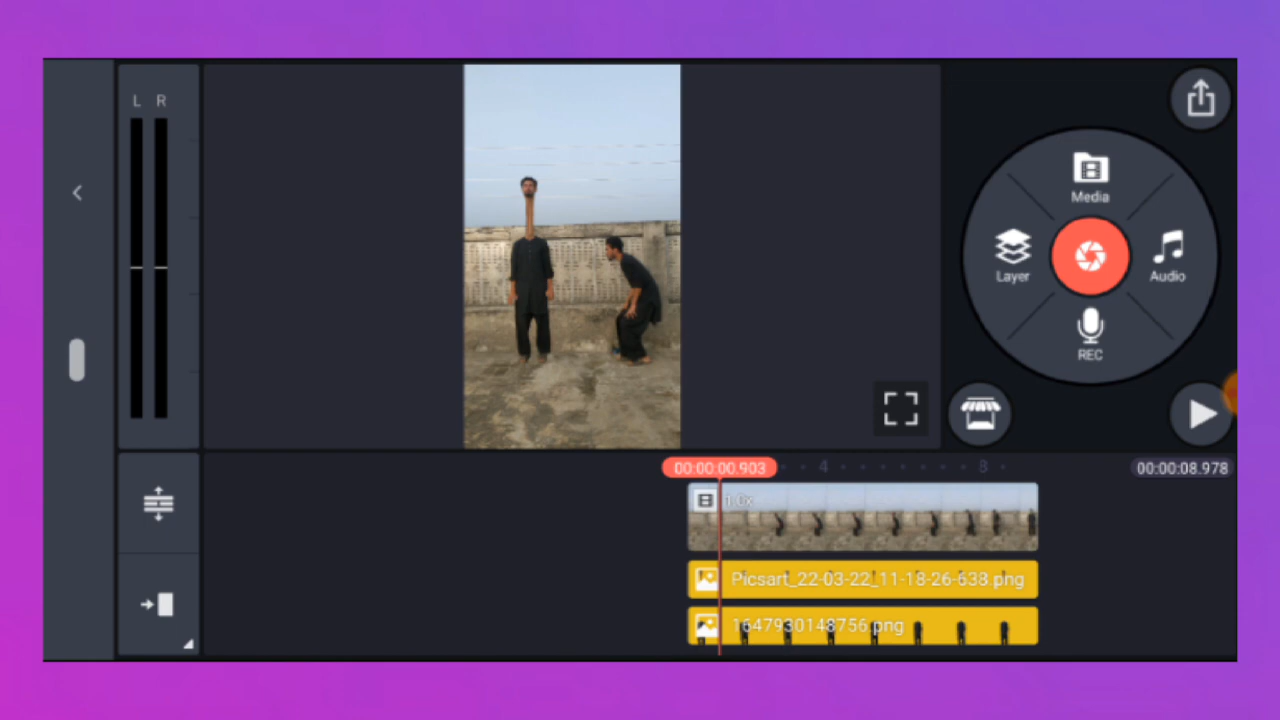 L R
Media
Layer
Audio
REC
00:00:00.903
4
8
00:00:08.978
1.0x
Picsart_22-03-22_11-18-26-638.png
1647930148756.png